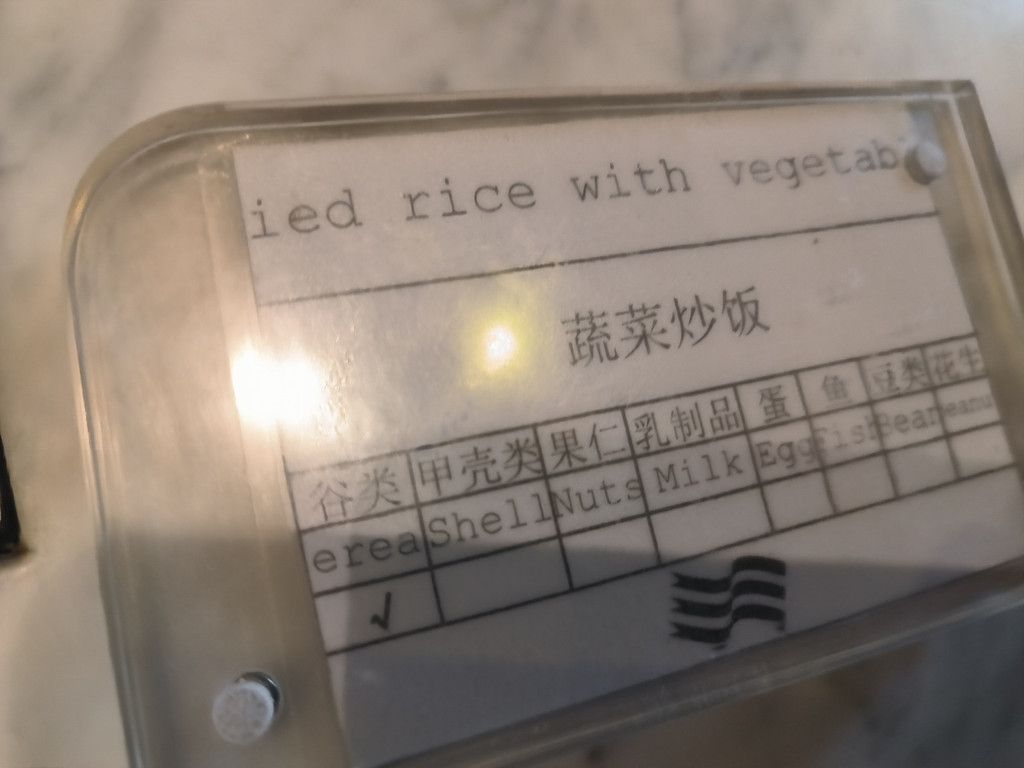 ied rice with vegetab
蔬菜炒饭
谷类 甲壳类 果仁 乳制品 蛋 鱼 豆类 花生
erea Shell Nuts Milk Egg Fish Bean eanu
√